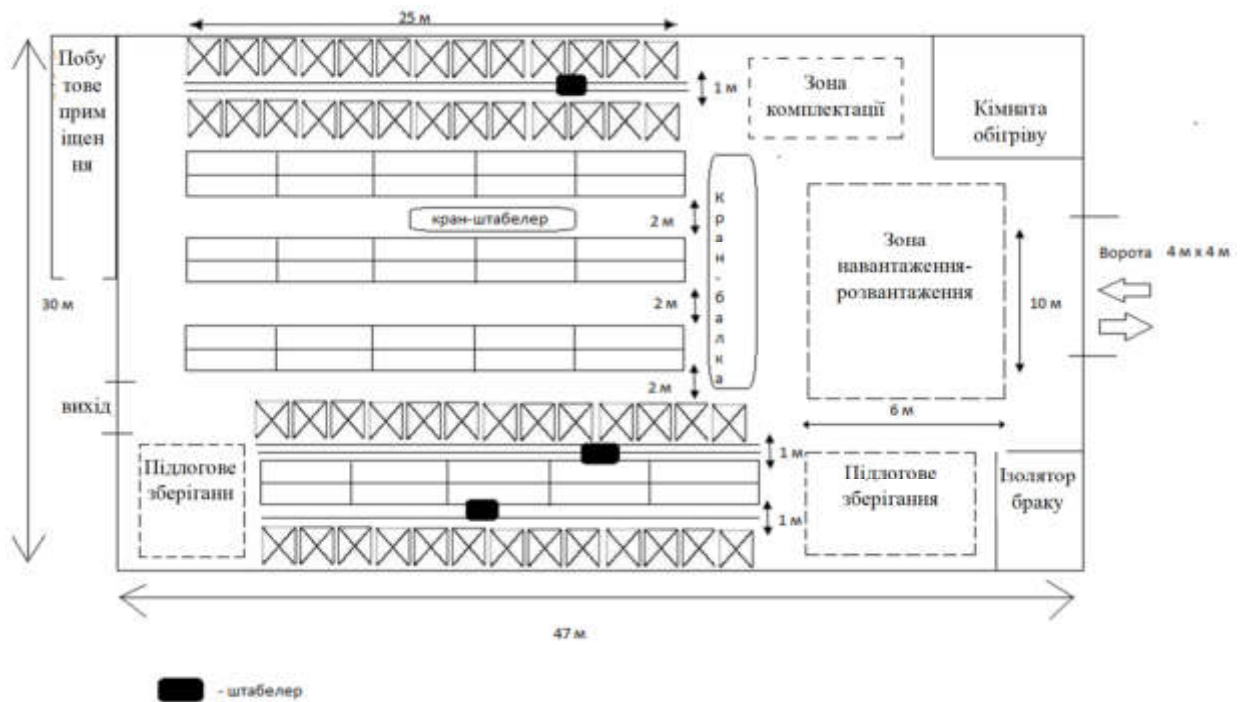 25 м
Побу
тове
прим
іщен
ня
1 м
Зона
комплектації
Кімната
обігріву
кран-штабелер
2 м
К
р
а
н
-
б
а
л
к
а
Зона
навантаження-
розвантаження
Ворота 4 м х 4 м
30 м
2 м
10 м
2 м
вихід
6 м
1 м
Підлогове
зберіганн
Підлогове
зберігання
Ізолятор
браку
1 м
47 м
- штабелер